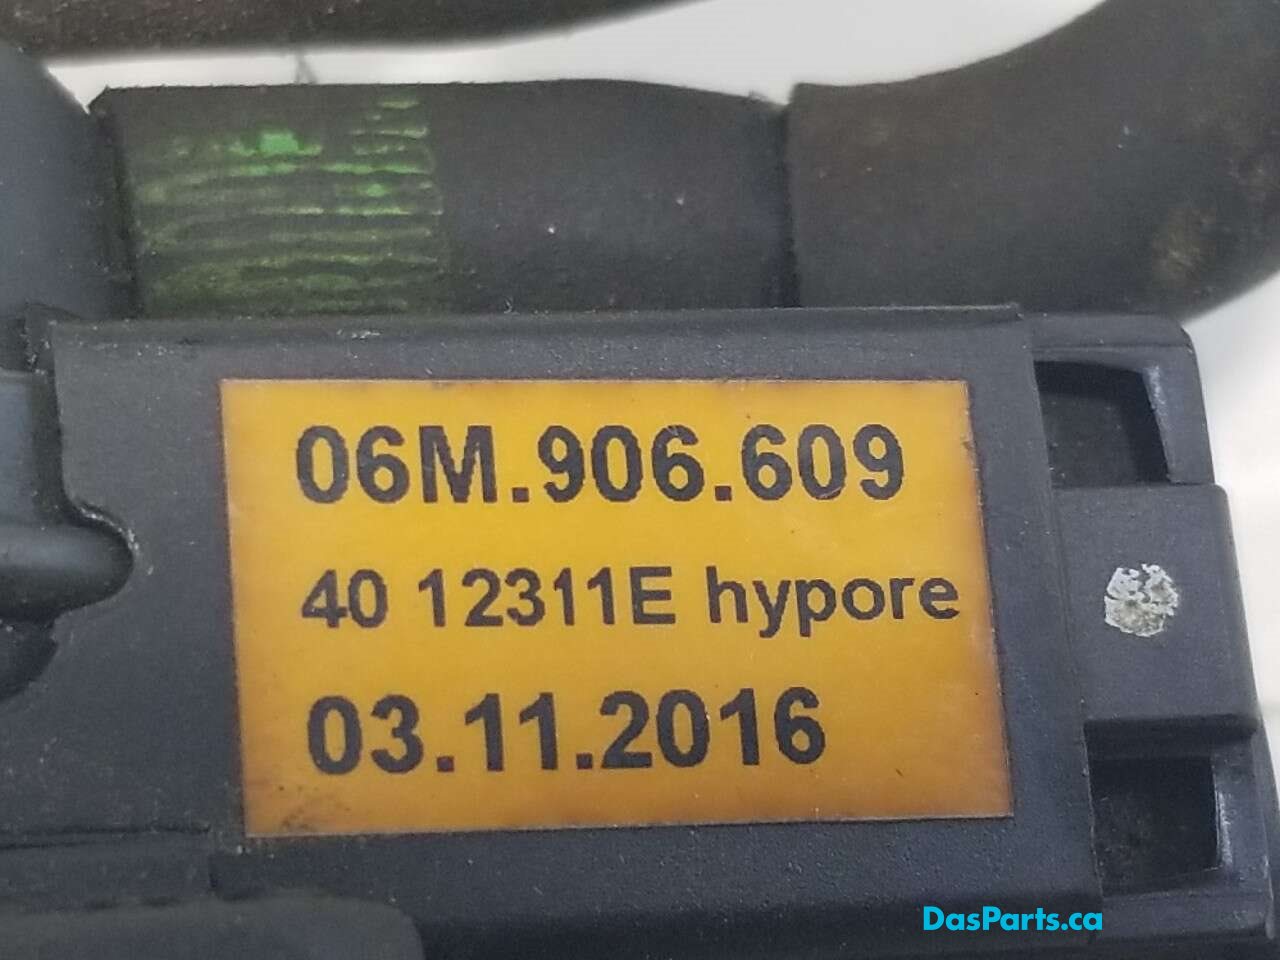 06M.906.609
40 12311E hypore
03.11.2016
DasParts.ca